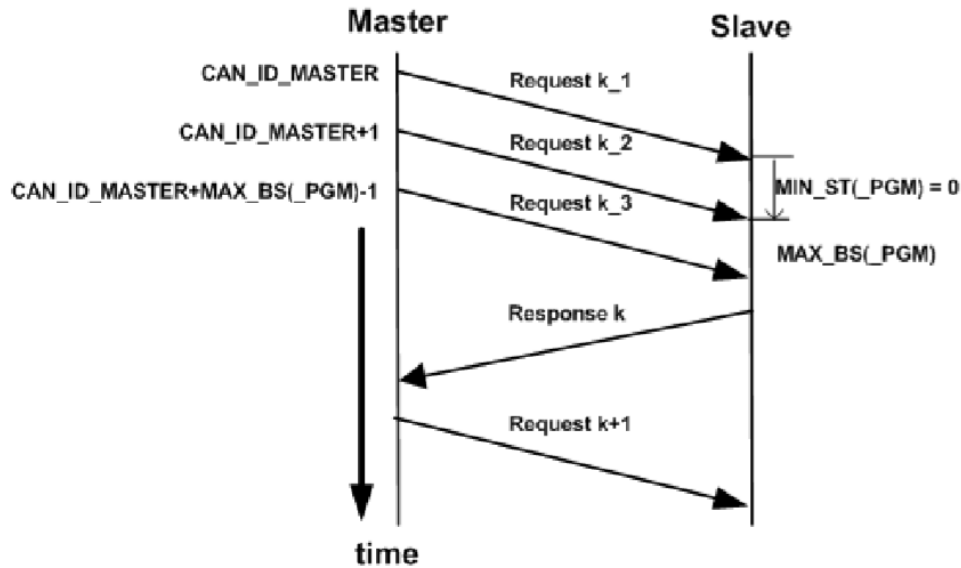 Master
Slave
CAN_ID_MASTER
Request k_1
CAN_ID_MASTER+1
Request k_2
CAN_ID_MASTER+MAX_BS(_PGM)-1
MIN_ST(_PGM) = 0
Request k_3
MAX_BS(_PGM)
Response k
Request k+1
time